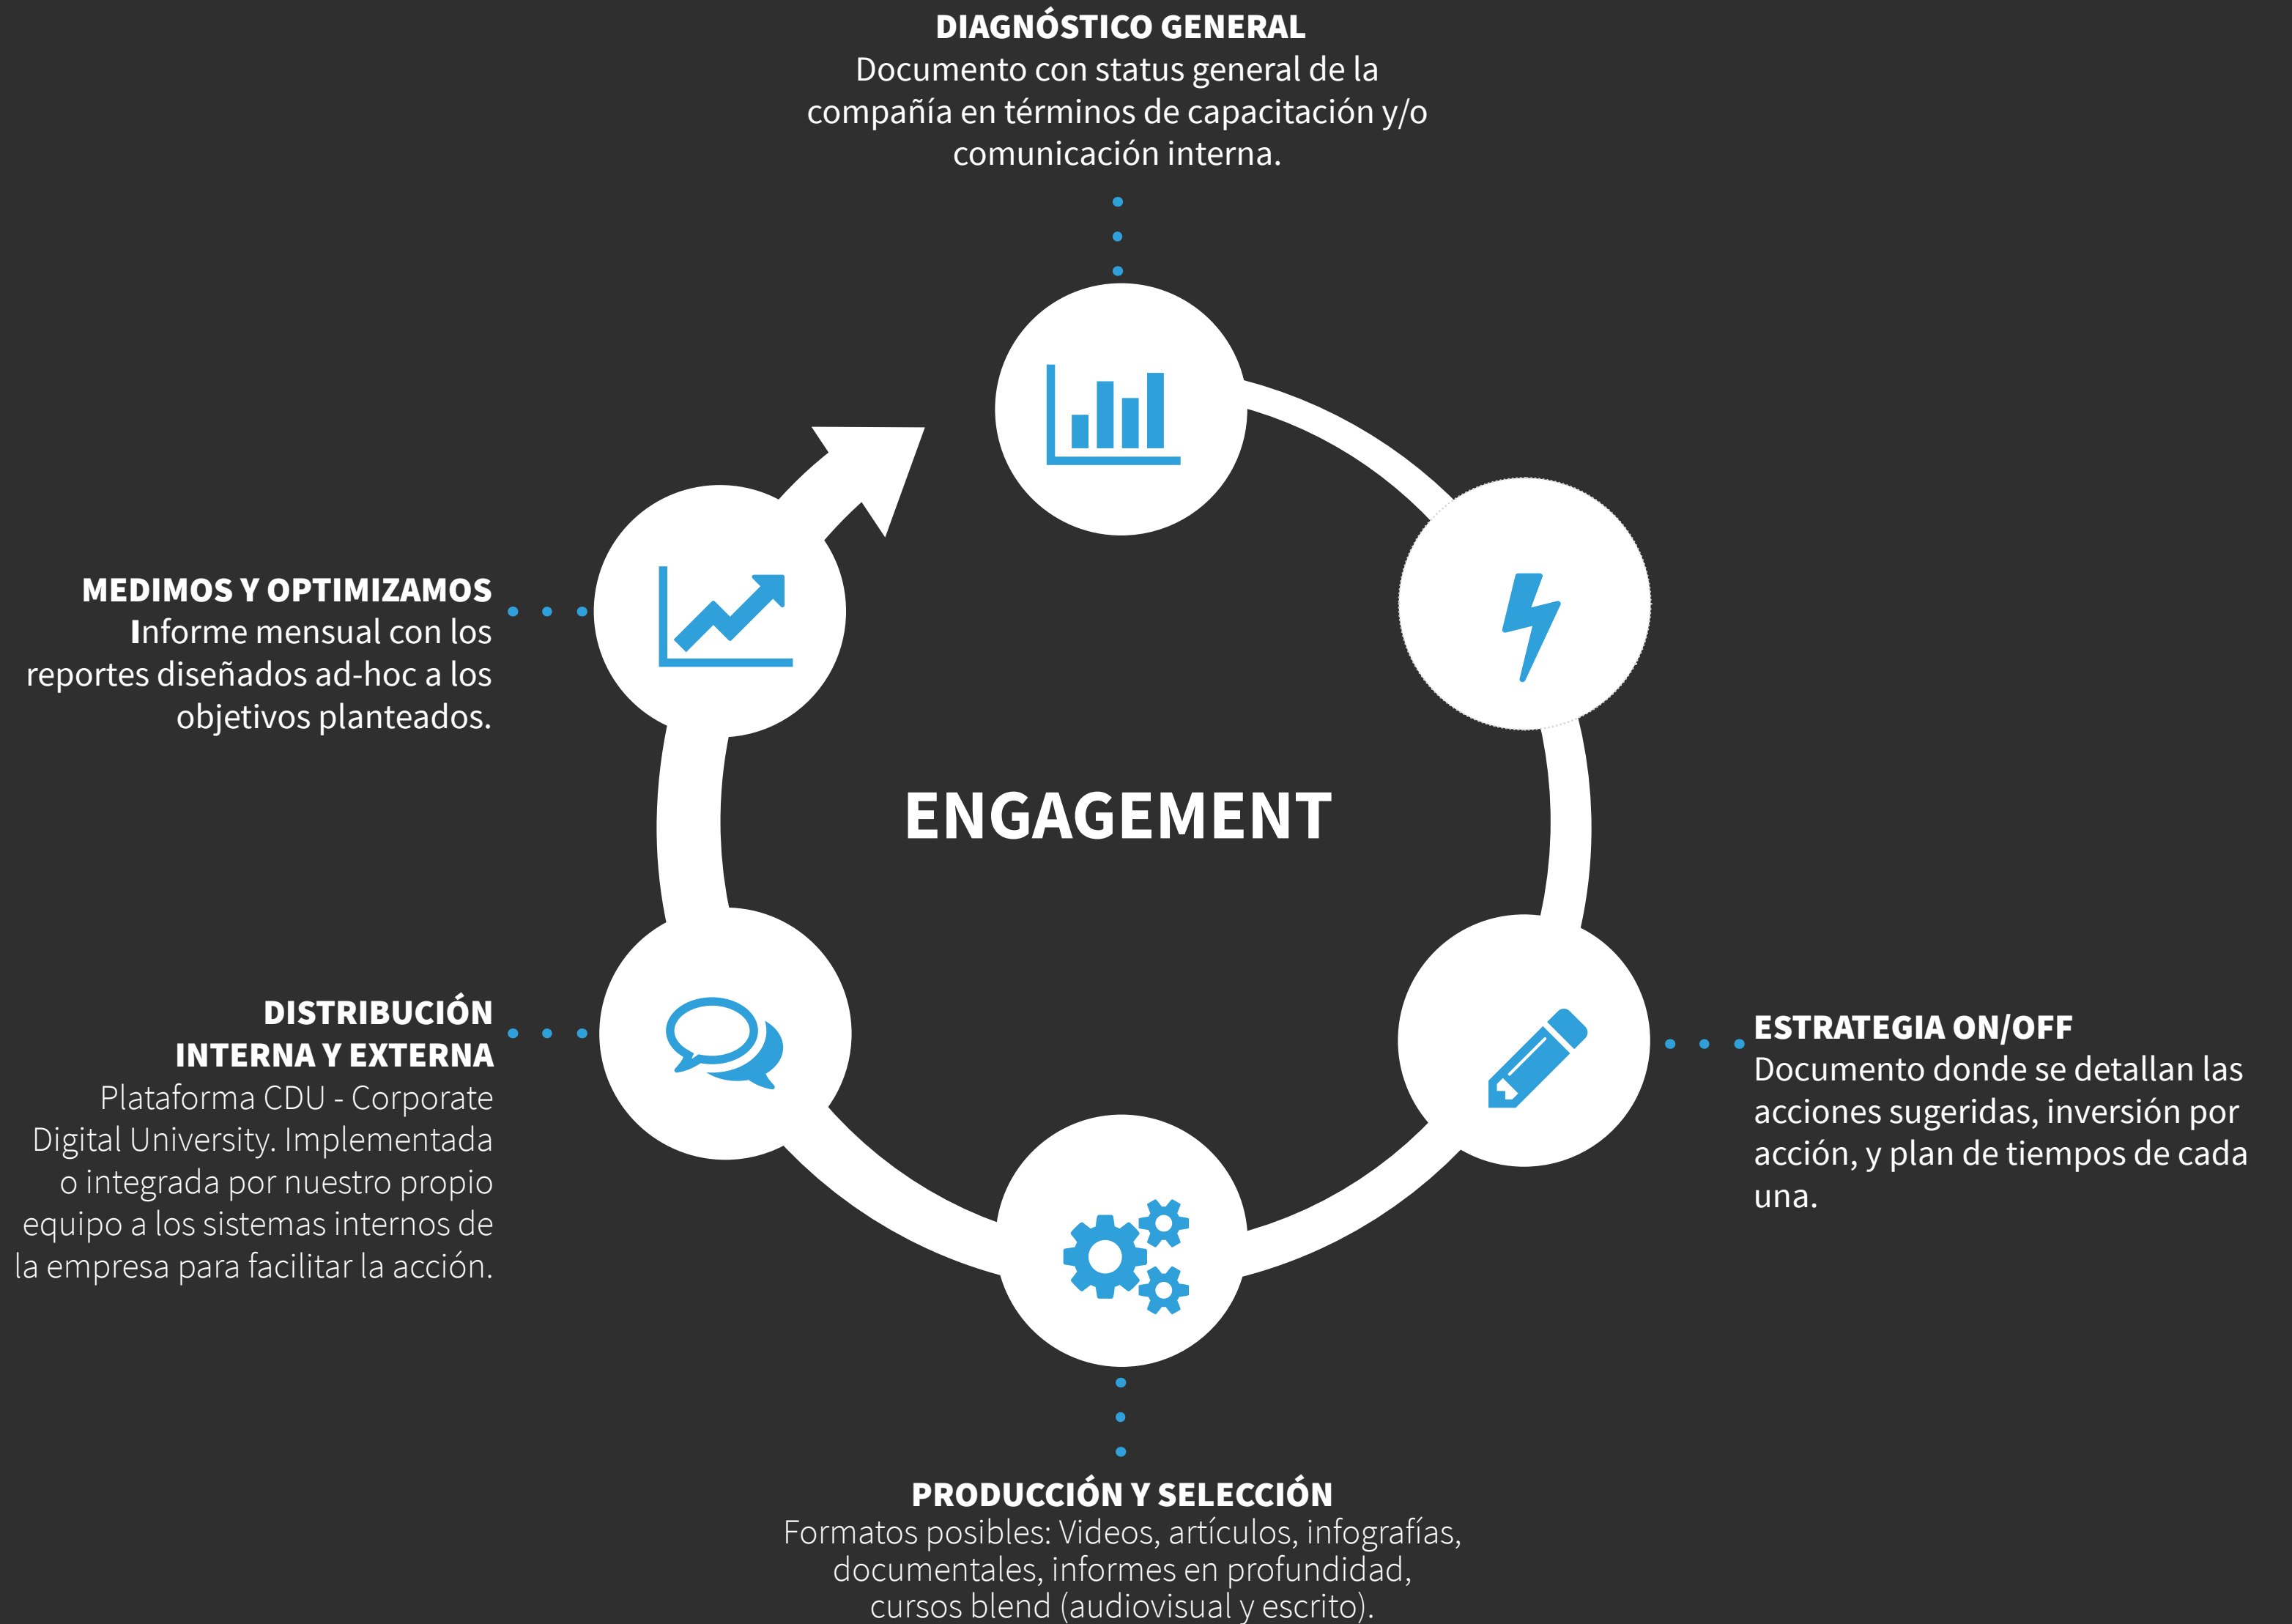 DIAGNÓSTICO GENERAL
Documento con status general de la
compañía en términos de capacitación y/o
comunicación interna.
MEDIMOS Y OPTIMIZAMOS
Informe mensual con los
reportes diseñados ad-hoc a los
objetivos planteados.
ENGAGEMENT
DISTRIBUCIÓN
INTERNA Y EXTERNA
Plataforma CDU - Corporate
Digital University. Implementada
o integrada por nuestro propio
equipo a los sistemas internos de
la empresa para facilitar la acción.
ESTRATEGIA ON/OFF
Documento donde se detallan las
acciones sugeridas, inversión por
acción, y plan de tiempos de cada
una.
PRODUCCIÓN Y SELECCIÓN
Formatos posibles: Videos, artículos, infografías,
documentales, informes en profundidad,
cursos blend (audiovisual y escrito).